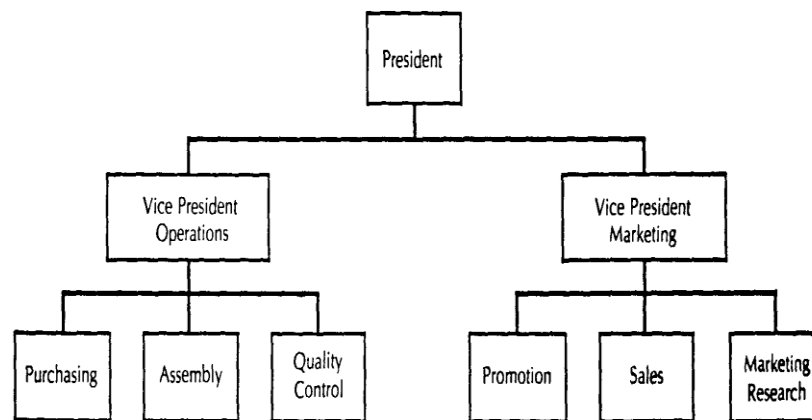 President
Vice President
Operations
Vice President
Marketing
Purchasing
Assembly
Quality
Control
Promotion
Sales
Marketing
Research